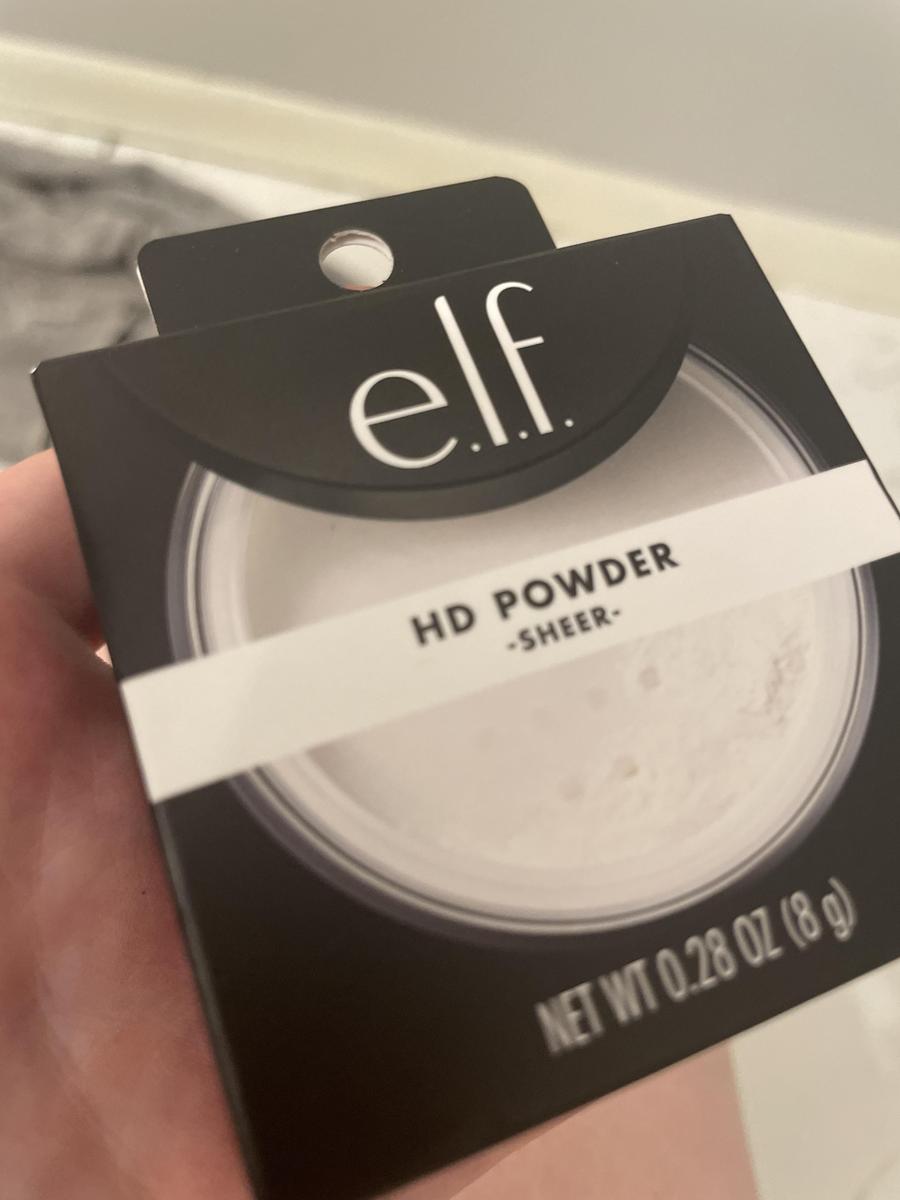 e.l.f.
HD POWDER
-SHEER-
NET WT 0.28 OZ (8 g)